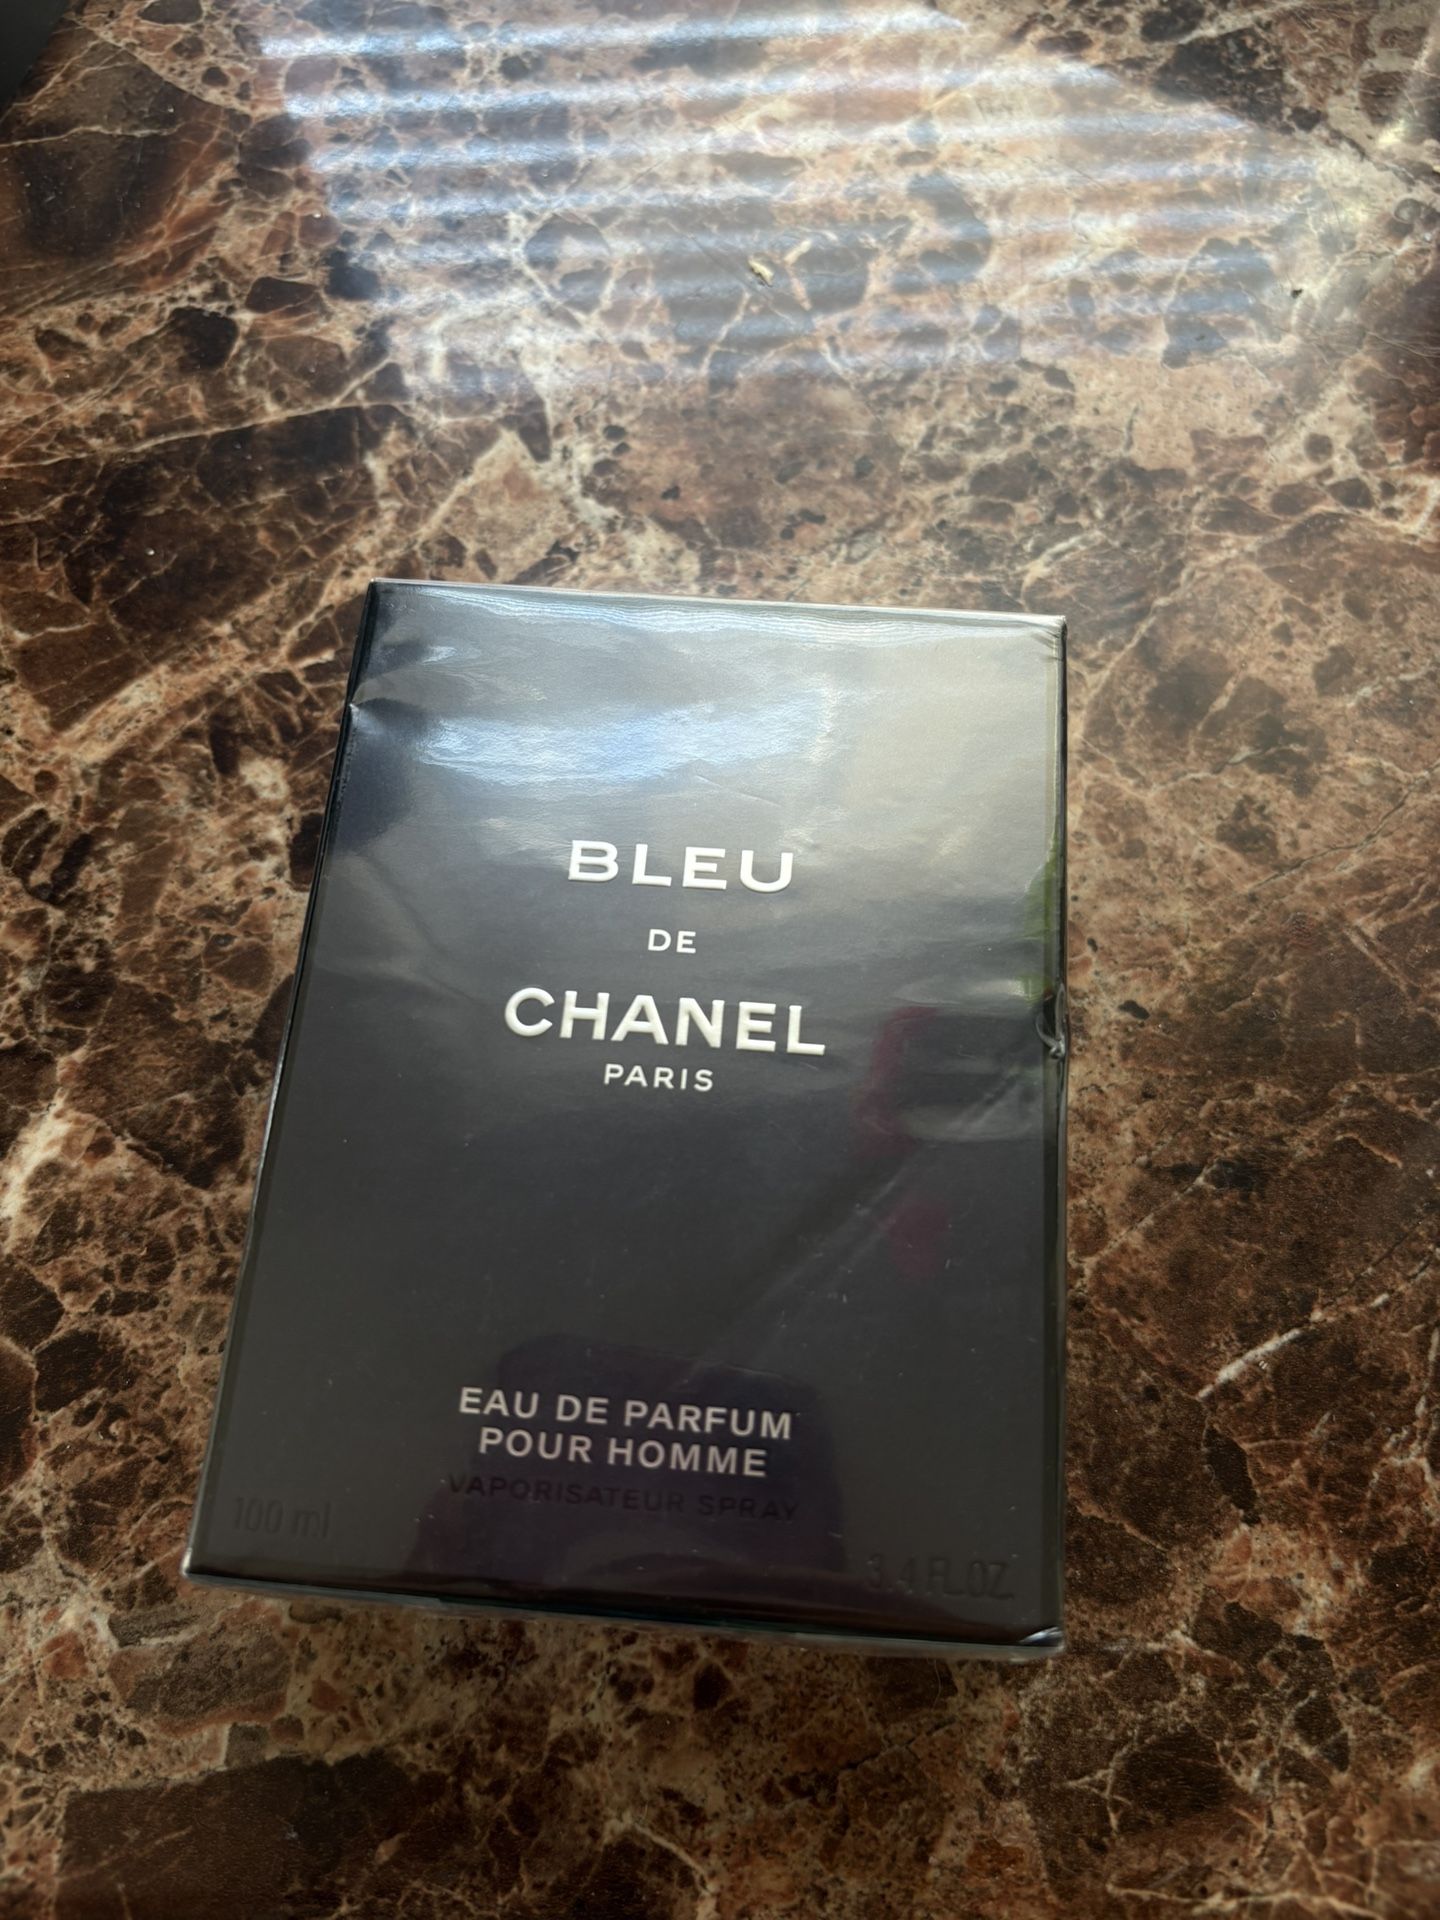 BLEU
DE
CHANEL
PARIS
EAU DE PARFUM
POUR HOMME
VAPORISATEUR SPRAY
100 ml
3.4 FL.OZ.